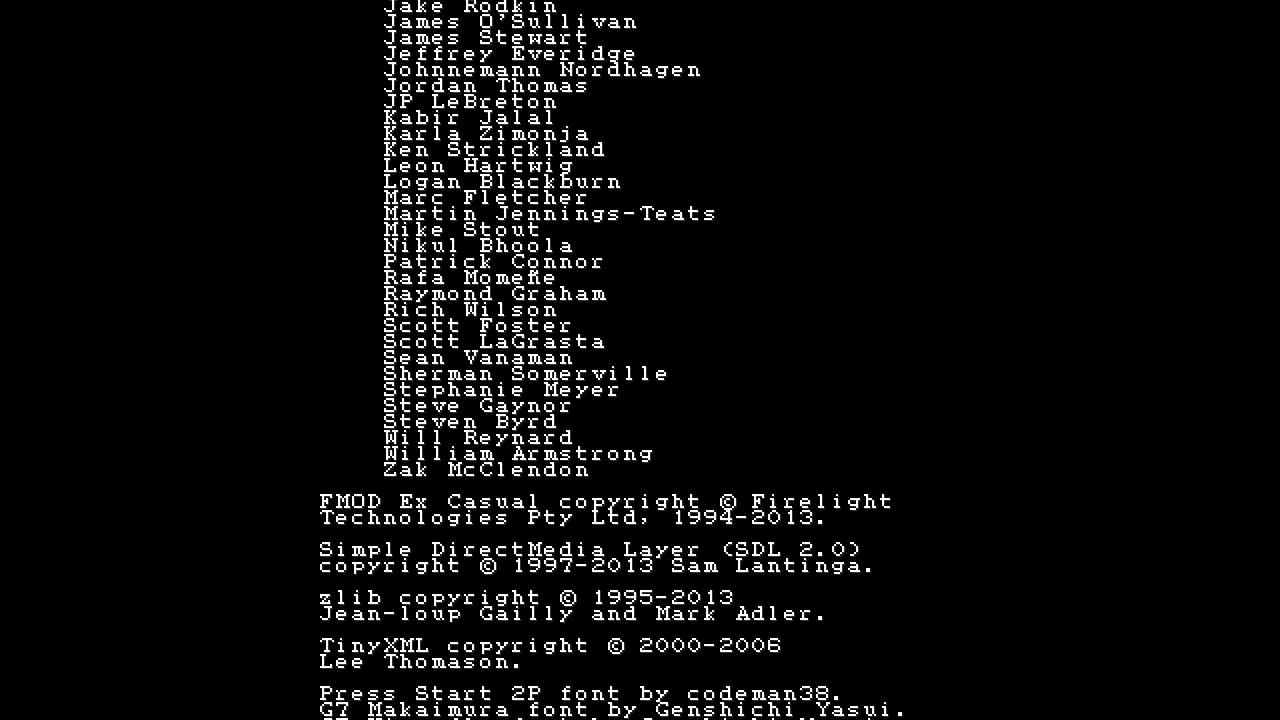 Jake Rodkin
James O'Sullivan
James Stewart
Jeffrey Everidge
Johnnemann Nordhagen
Jordan Thomas
JP LeBreton
Kabir Jalal
Karla Zimonja
Ken Strickland
Leon Hartwig
Logan Blackburn
Marc Fletcher
Martin Jennings-Teats
Mike Stout
Nikul Bhoola
Patrick Connor
Rafa Momeñe
Raymond Graham
Rich Wilson
Scott Foster
Scott LaGrasta
Sean Vanaman
Sherman Somerville
Stephanie Meyer
Steve Gaynor
Steven Byrd
Will Reynard
William Armstrong
Zak McClendon
FMOD Ex Casual copyright © Firelight
Technologies Pty Ltd, 1994-2013.
Simple DirectMedia Layer (SDL 2.0)
copyright © 1997-2013 Sam Lantinga.
zlib copyright © 1995-2013
Jean-loup Gailly and Mark Adler.
TinyXML copyright © 2000-2006
Lee Thomason.
Press Start 2P font by codeman38.
G7 Makaimura font by Genshichi Yasui.